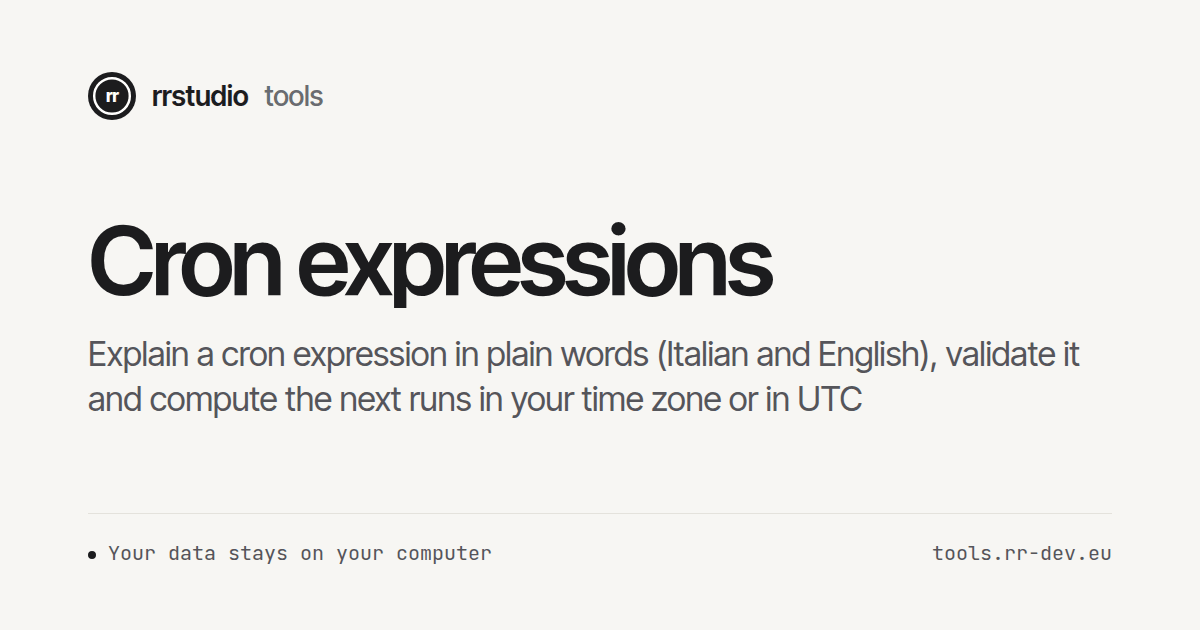 rr rrstudio tools
Cron expressions
Explain a cron expression in plain words (Italian and English), validate it
and compute the next runs in your time zone or in UTC
Your data stays on your computer
tools.rr-dev.eu